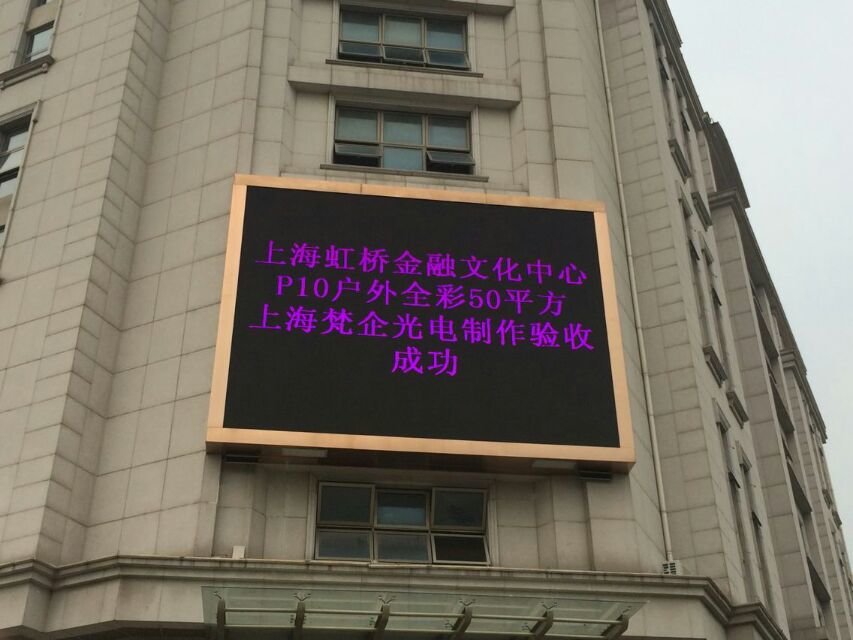 上海虹桥金融文化中心
P10户外全彩50平方
上海梵企光电制作验收
成功